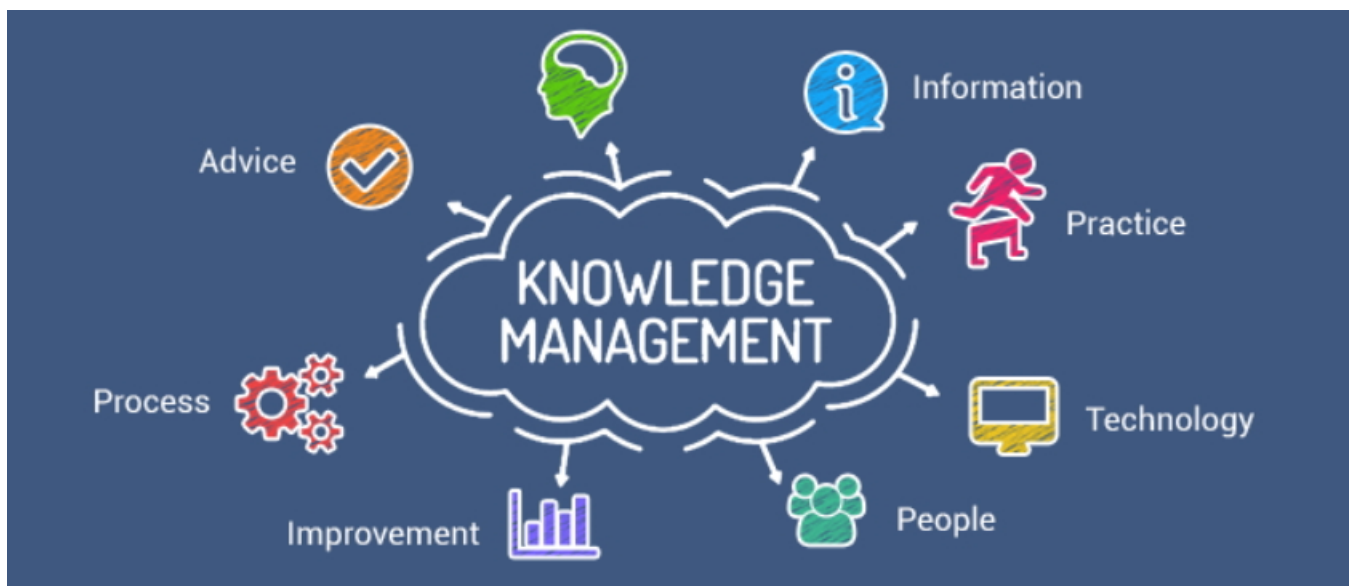 Information
Advice
Practice
KNOWLEDGE
MANAGEMENT
Process
Technology
People
Improvement